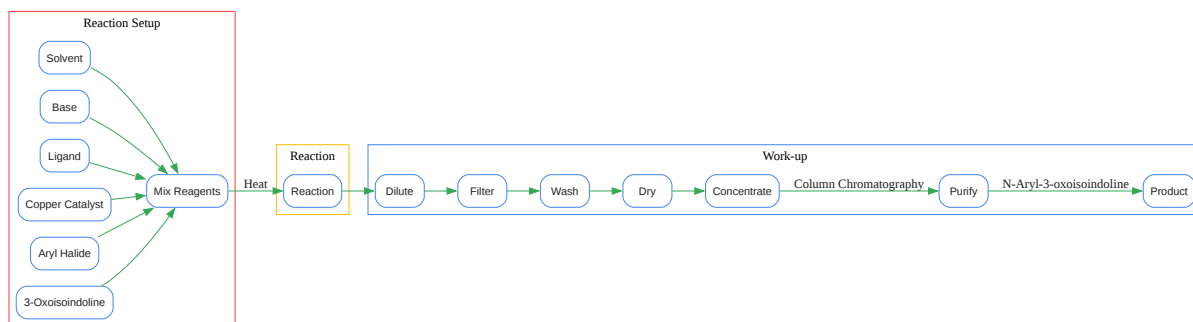 Reaction Setup
Solvent
Base
Ligand
Copper Catalyst
Aryl Halide
3-Oxoisoindoline
Mix Reagents
Heat
Reaction
Reaction
Work-up
Dilute
Filter
Wash
Dry
Concentrate
Column Chromatography
Purify
N-Aryl-3-oxoisoindoline
Product